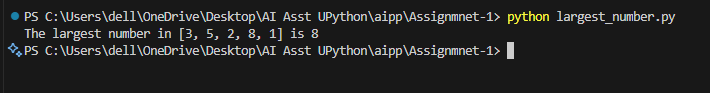 PS C:\Users\dell\OneDrive\Desktop\AI Asst UPython\aipp\Assignmnet-1> python largest_number.py
The largest number in [3, 5, 2, 8, 1] is 8
PS C:\Users\dell\OneDrive\Desktop\AI Asst UPython\aipp\Assignmnet-1>